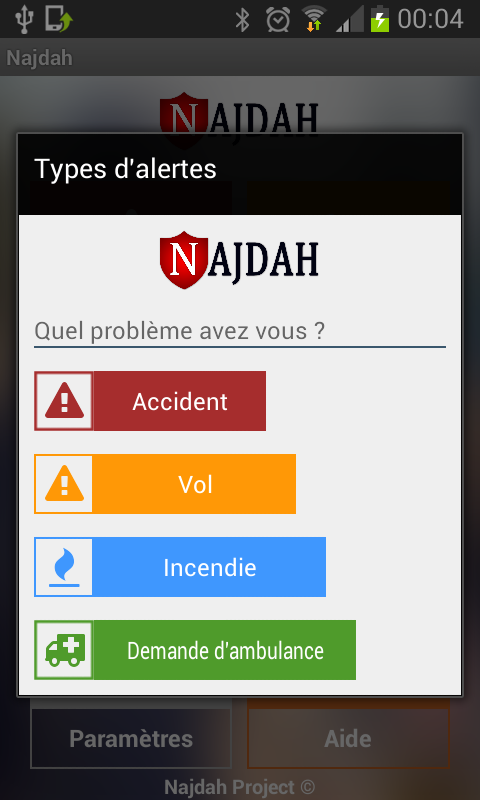 00:04
Najdah
NAJDAH
Types d'alertes
NAJDAH
Quel problème avez vous ?
Accident
Vol
Incendie
Demande d'ambulance
Paramètres
Aide
Najdah Project ©